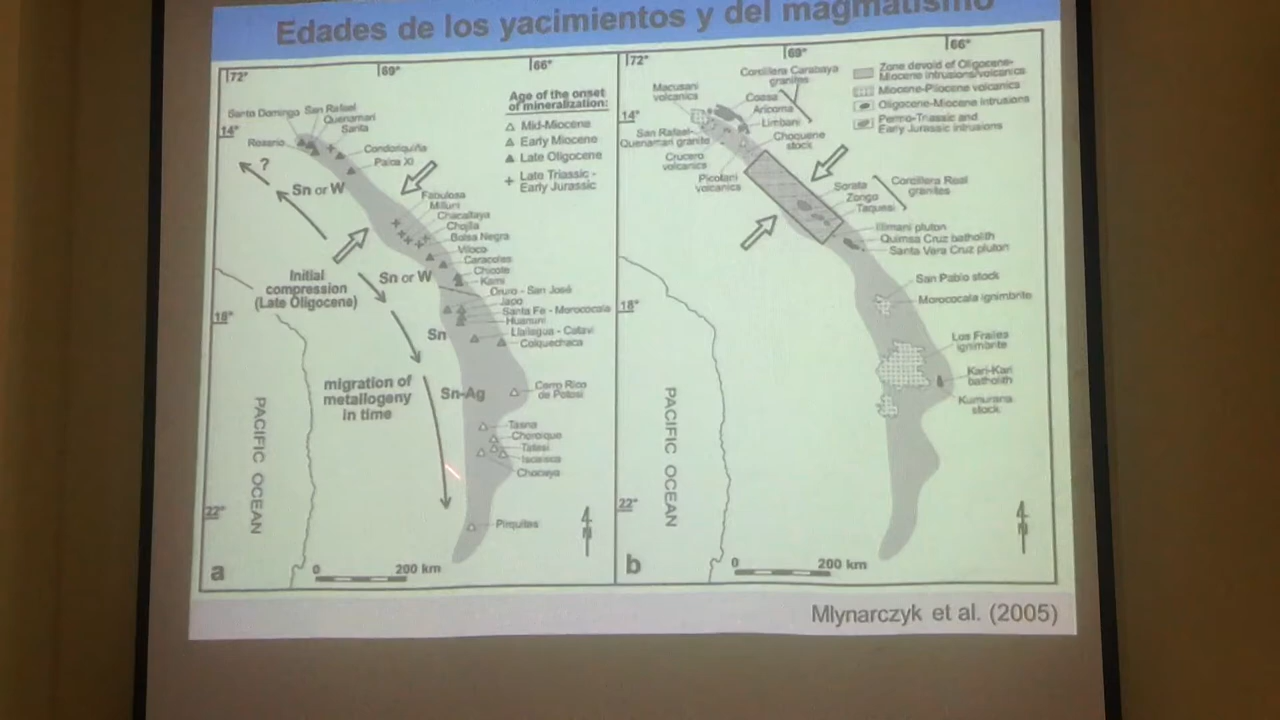 Edades de los yacimientos y del magmatismo
72°
69°
66°
14°
18°
22°
Santo Domingo
San Rafael
Quenamari
Santa
Rosario
Condoriquiña
Palca XI
?
Sn or W
Age of the onset
of mineralization:
Mid-Miocene
Early Miocene
Late Oligocene
Late Triassic -
Early Jurassic
Fabulosa
Milluni
Chacaltaya
Chojlla
Bolsa Negra
Viloco
Caracoles
Chicote
Kami
Oruro - San José
Japo
Santa Fe - Morococala
Huanuni
Llallagua - Catavi
Colquechaca
Initial
compression
(Late Oligocene)
Sn or W
Sn
migration of
metallogeny
in time
Sn-Ag
Cerro Rico
de Potosí
Tasna
Chorolque
Tatasi
Chocaya
Pirquitas
PACIFIC OCEAN
0
200 km
N
a
72°
69°
66°
14°
18°
22°
Macusani
volcanics
Cordillera Carabaya
granites
Coasa
Aricoma
Limbani
San Rafael-
Quenamari granite
Choquene
stock
Crucero
volcanics
Picotani
volcanics
Zone devoid of Oligocene-
Miocene intrusions/volcanics
Miocene-Pliocene volcanics
Oligocene-Miocene intrusions
Permo-Triassic and
Early Jurassic intrusions
Sorata
Zongo
Taquesi
Cordillera Real
granites
Illimani pluton
Quimsa Cruz batholith
Santa Vera Cruz pluton
San Pablo stock
Morococala ignimbrite
Los Frailes
ignimbrite
Kari-Kari
batholith
Kumurana
stock
PACIFIC OCEAN
0
200 km
N
b
Mlynarczyk et al. (2005)